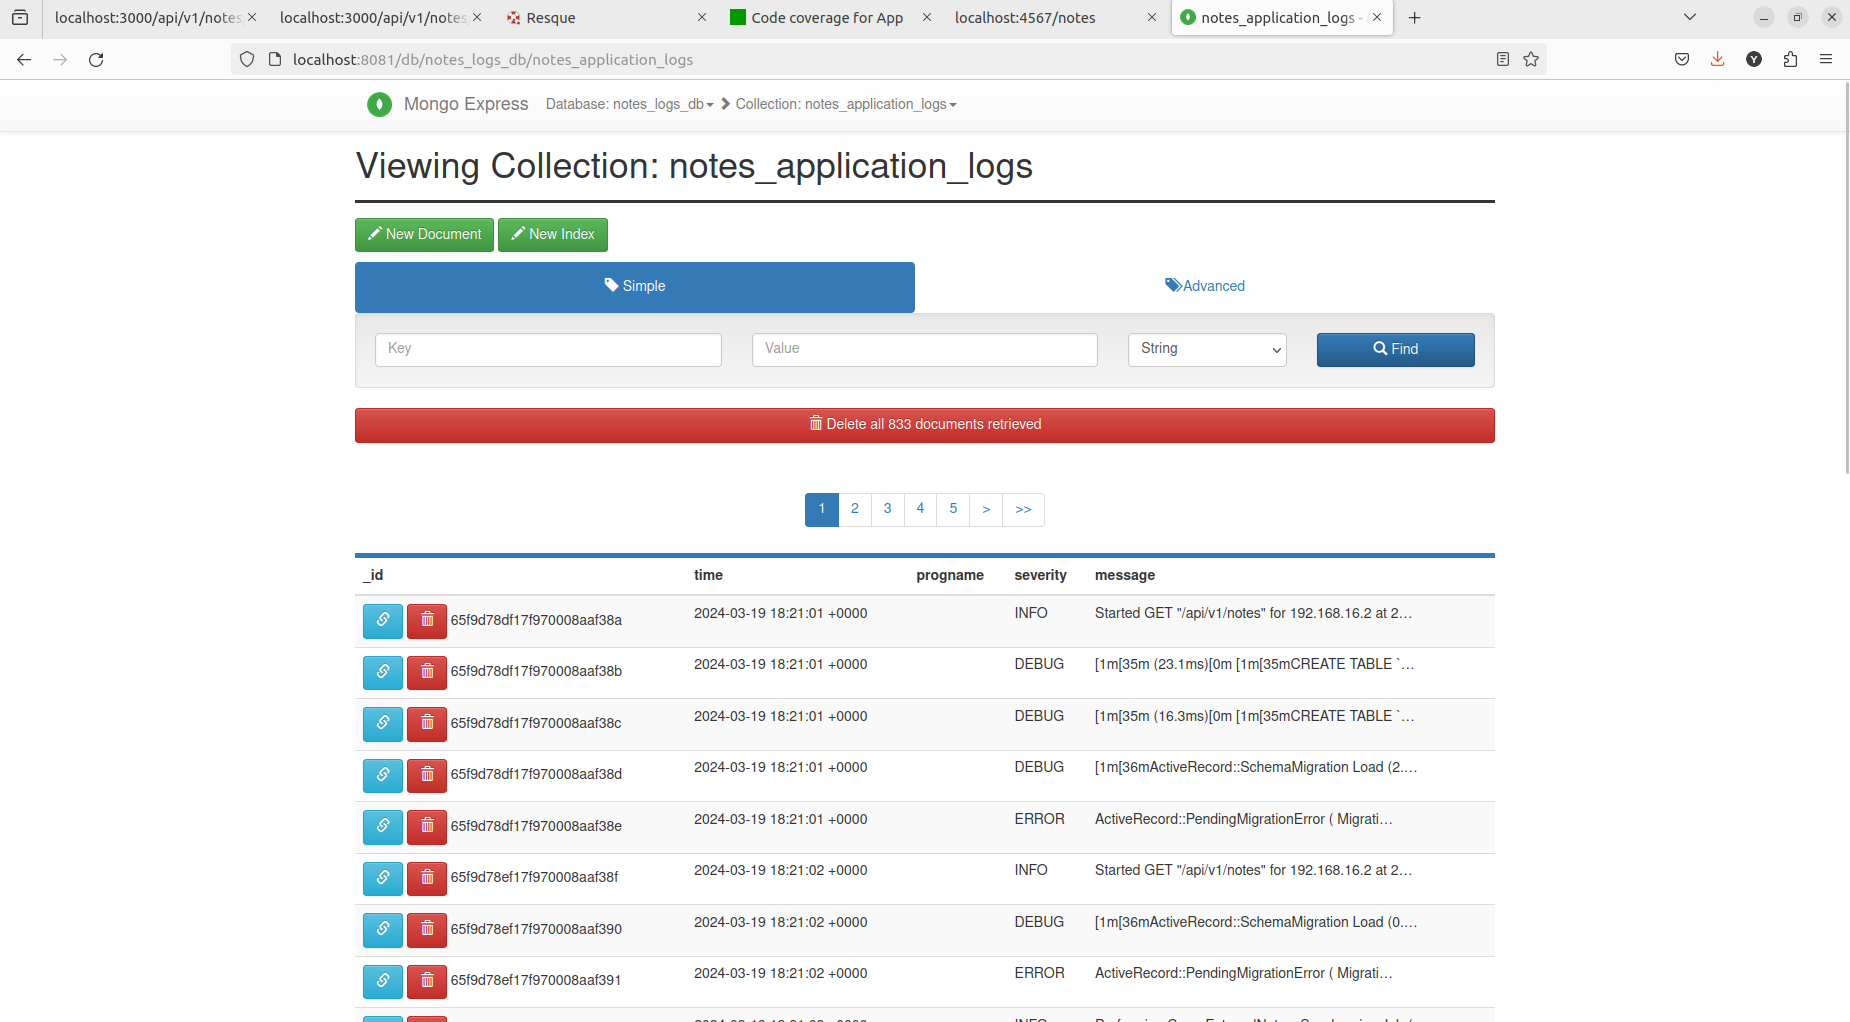 localhost:3000/api/v1/notes
localhost:3000/api/v1/notes
Resque
Code coverage for App
localhost:4567/notes
notes_application_logs -
localhost:8081/db/notes_logs_db/notes_application_logs
Y
Mongo Express Database: notes_logs_db Collection: notes_application_logs
Viewing Collection: notes_application_logs
New Document New Index
Simple Advanced
Key Value String Find
Delete all 833 documents retrieved
1 2 3 4 5 > >>
_id time progname severity message
65f9d78df17f970008aaf38a 2024-03-19 18:21:01 +0000 INFO Started GET "/api/v1/notes" for 192.168.16.2 at 2…
65f9d78df17f970008aaf38b 2024-03-19 18:21:01 +0000 DEBUG [1m[35m (23.1ms)[0m [1m[35mCREATE TABLE `…
65f9d78df17f970008aaf38c 2024-03-19 18:21:01 +0000 DEBUG [1m[35m (16.3ms)[0m [1m[35mCREATE TABLE `…
65f9d78df17f970008aaf38d 2024-03-19 18:21:01 +0000 DEBUG [1m[36mActiveRecord::SchemaMigration Load (2.…
65f9d78df17f970008aaf38e 2024-03-19 18:21:01 +0000 ERROR ActiveRecord::PendingMigrationError ( Migrati…
65f9d78ef17f970008aaf38f 2024-03-19 18:21:02 +0000 INFO Started GET "/api/v1/notes" for 192.168.16.2 at 2…
65f9d78ef17f970008aaf390 2024-03-19 18:21:02 +0000 DEBUG [1m[36mActiveRecord::SchemaMigration Load (0.…
65f9d78ef17f970008aaf391 2024-03-19 18:21:02 +0000 ERROR ActiveRecord::PendingMigrationError ( Migrati…